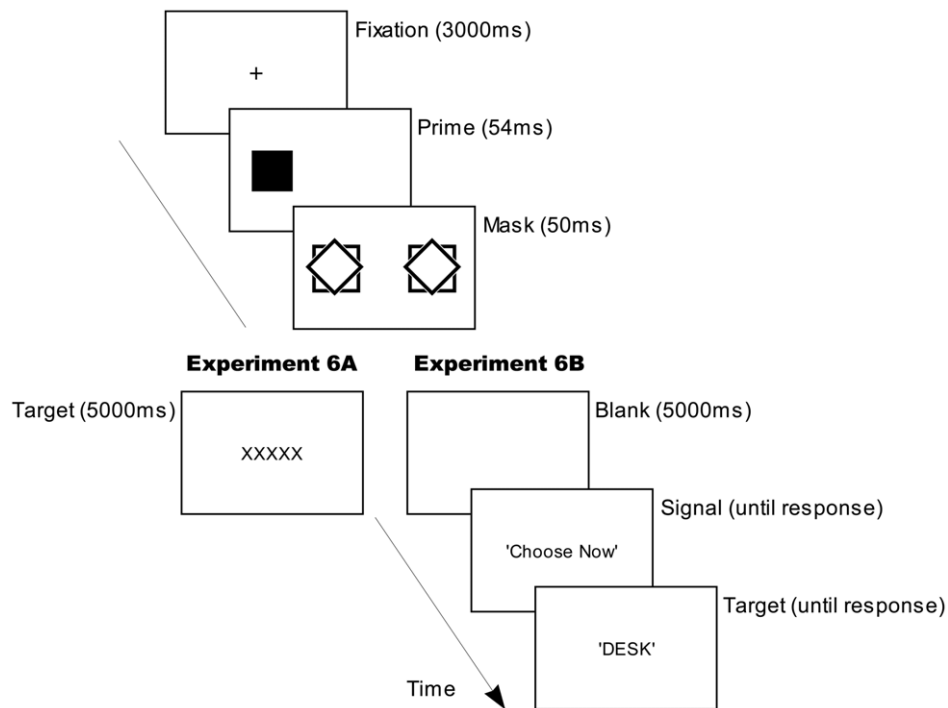 Fixation (3000ms)
+
Prime (54ms)
Mask (50ms)
Experiment 6A
Experiment 6B
Target (5000ms)
XXXXX
Blank (5000ms)
Signal (until response)
'Choose Now'
Target (until response)
'DESK'
Time